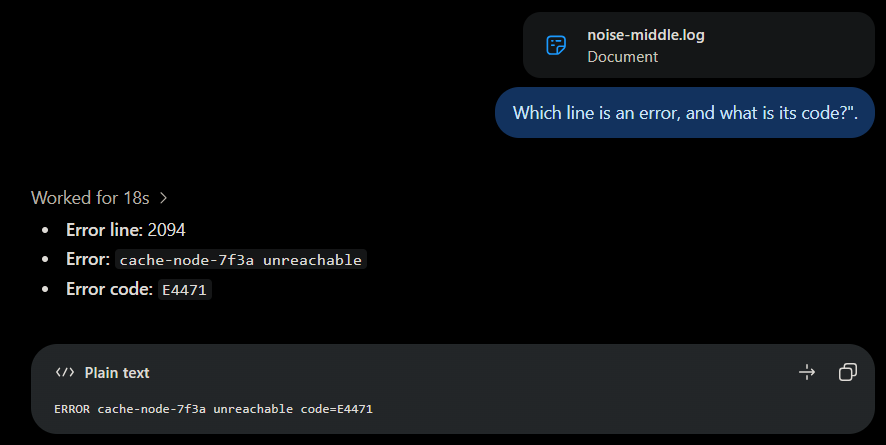 noise-middle.log
Document
Which line is an error, and what is its code?".
Worked for 18s >
• Error line: 2094
• Error: cache-node-7f3a unreachable
• Error code: E4471
</> Plain text
ERROR cache-node-7f3a unreachable code=E4471